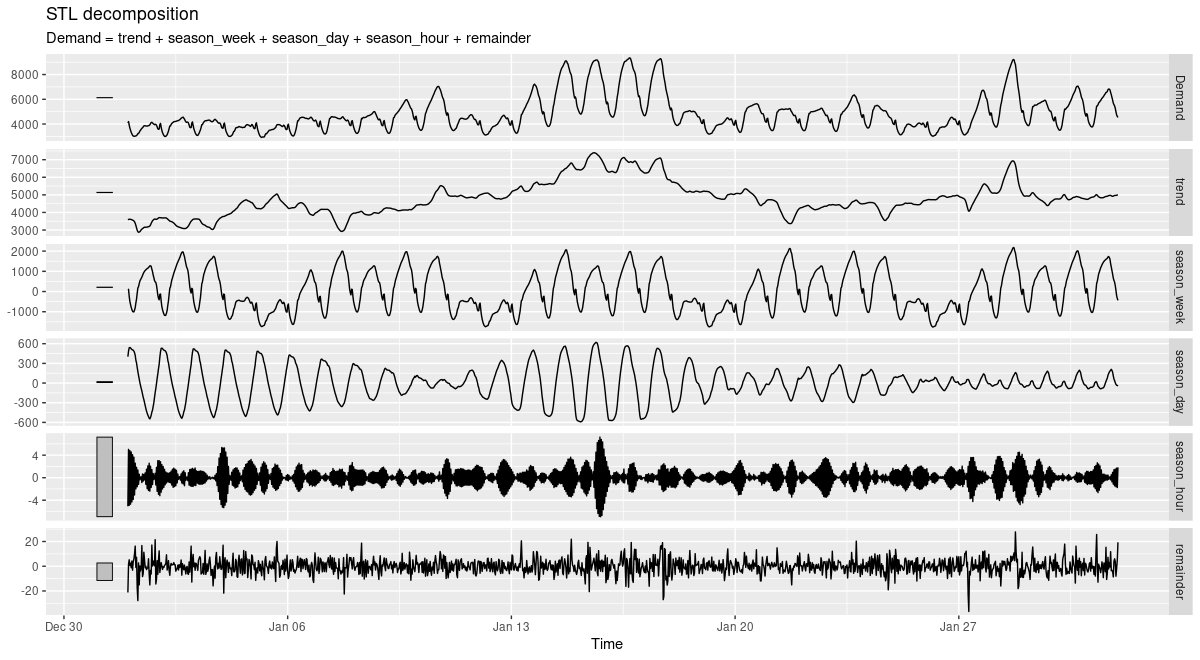 STL decomposition
Demand = trend + season_week + season_day + season_hour + remainder
8000
6000
4000
Demand
7000
6000
5000
4000
3000
trend
2000
1000
0
-1000
season_week
600
300
0
-300
-600
season_day
4
0
-4
season_hour
20
0
-20
remainder
Dec 30
Jan 06
Jan 13
Jan 20
Jan 27
Time